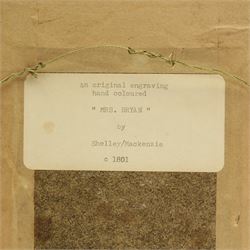 an original engraving
hand coloured
" MRS. BRYAN "
by
Shelley/Mackenzie
c 1801